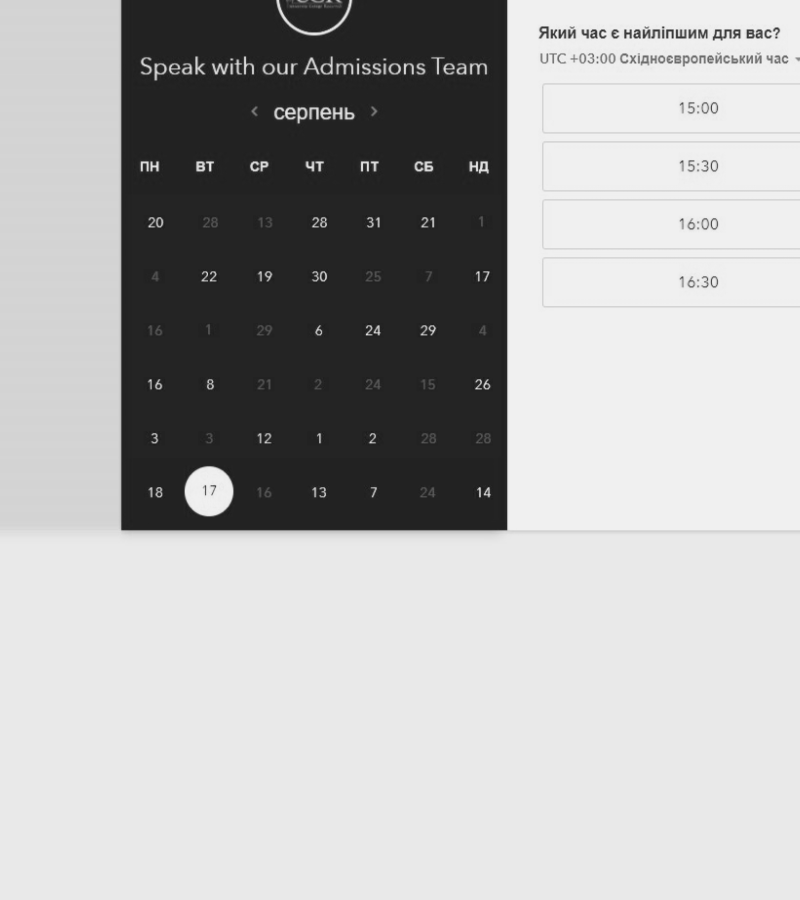 Speak with our Admissions Team
‹ серпень ›
ПН ВТ СР ЧТ ПТ СБ НД
20 28 13 28 31 21 1
4 22 19 30 25 7 17
16 1 29 6 24 29 4
16 8 21 2 24 15 26
3 3 12 1 2 28 28
18 17 16 13 7 24 14
Який час є найліпшим для вас?
UTC +03:00 Східноєвропейський час
15:00
15:30
16:00
16:30